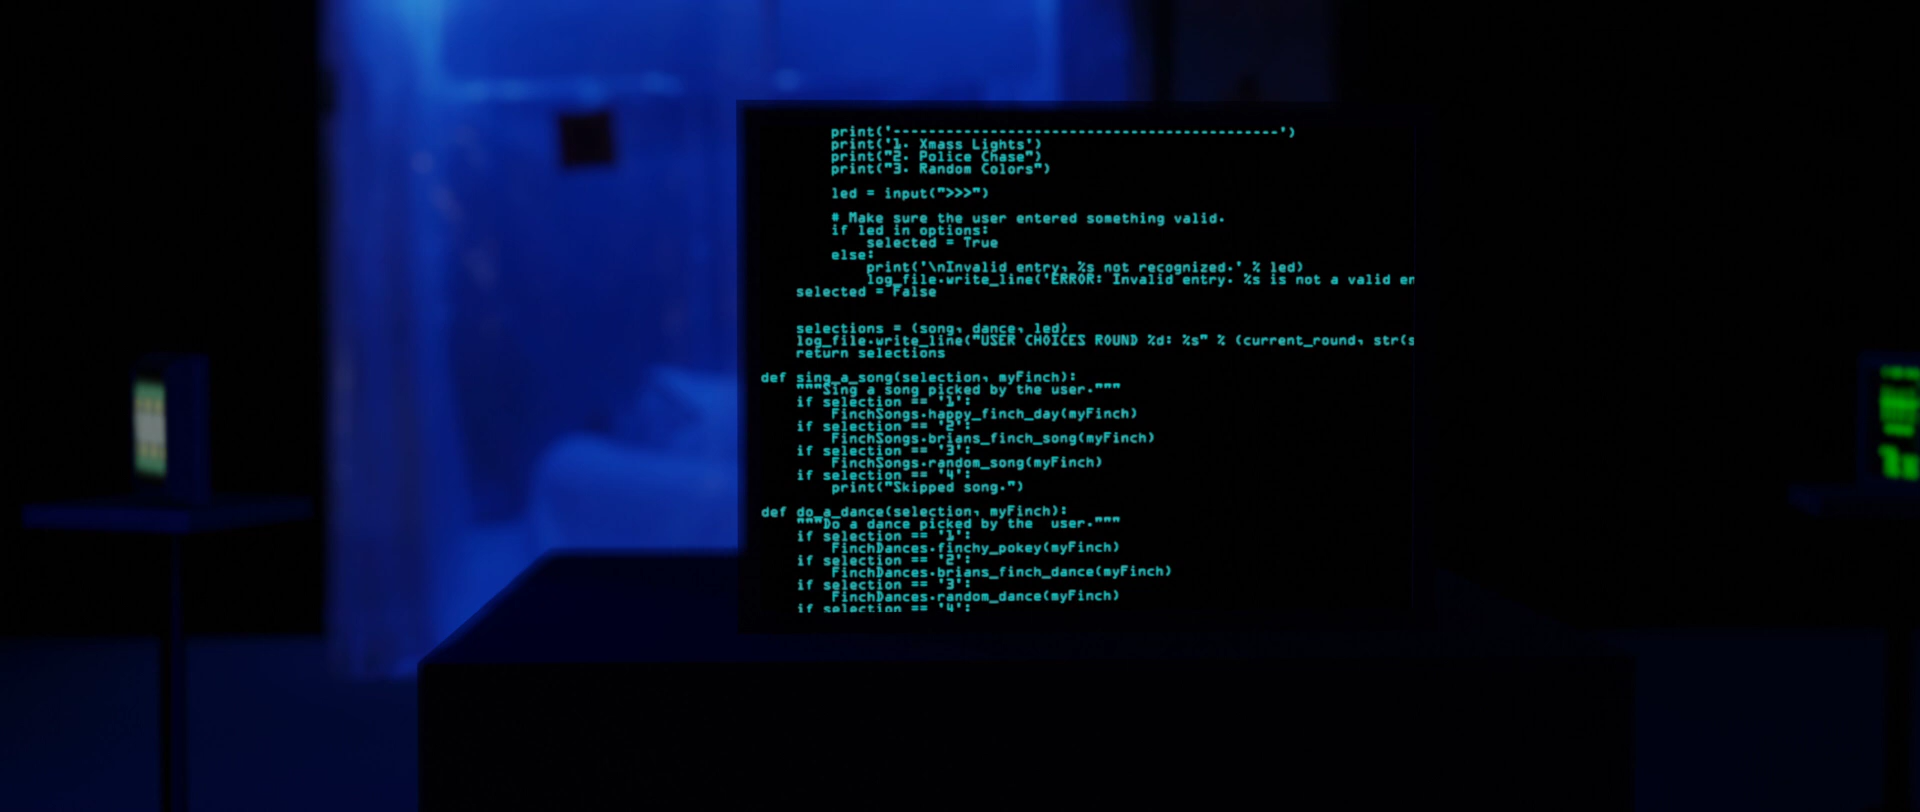 print('--------------------------------------------')
print('1. Xmass Lights')
print("2. Police Chase")
print("3. Random Colors")
led = input(">>>")
# Make sure the user entered something valid.
if led in options:
selected = True
else:
print('\nInvalid entry, %s not recognized.' % led)
log_file.write_line('ERROR: Invalid entry. %s is not a valid en
selected = False
selections = (song, dance, led)
log_file.write_line("USER CHOICES ROUND %d: %s" % (current_round, str(s
return selections
def sing_a_song(selection, myFinch):
"""Sing a song picked by the user."""
if selection == '1':
FinchSongs.happy_finch_day(myFinch)
if selection == '2':
FinchSongs.brians_finch_song(myFinch)
if selection == '3':
FinchSongs.random_song(myFinch)
if selection == '4':
print("Skipped song.")
def do_a_dance(selection, myFinch):
"""Do a dance picked by the  user."""
if selection == '1':
FinchDances.finchy_pokey(myFinch)
if selection == '2':
FinchDances.brians_finch_dance(myFinch)
if selection == '3':
FinchDances.random_dance(myFinch)
if selection == '4':